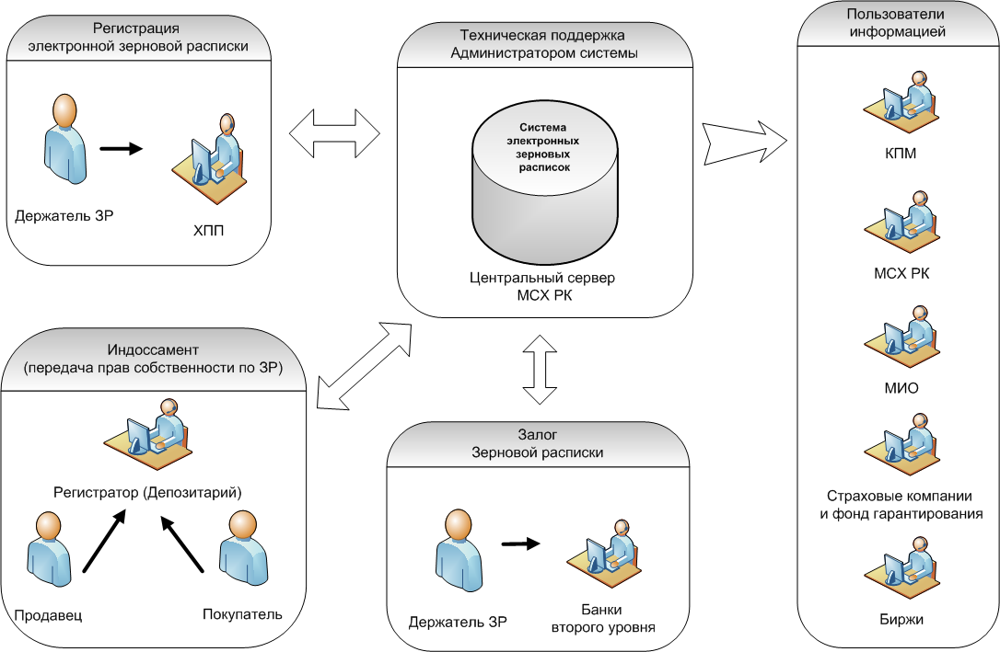 Регистрация
электронной зерновой расписки
Держатель ЗР
ХПП
Техническая поддержка
Администратором системы
Система
электронных
зерновых
расписок
Центральный сервер
МСХ РК
Пользователи
информацией
КПМ
МСХ РК
МИО
Страховые компании
и фонд гарантирования
Биржи
Индоссамент
(передача прав собственности по ЗР)
Регистратор (Депозитарий)
Продавец
Покупатель
Залог
Зерновой расписки
Держатель ЗР
Банки
второго уровня